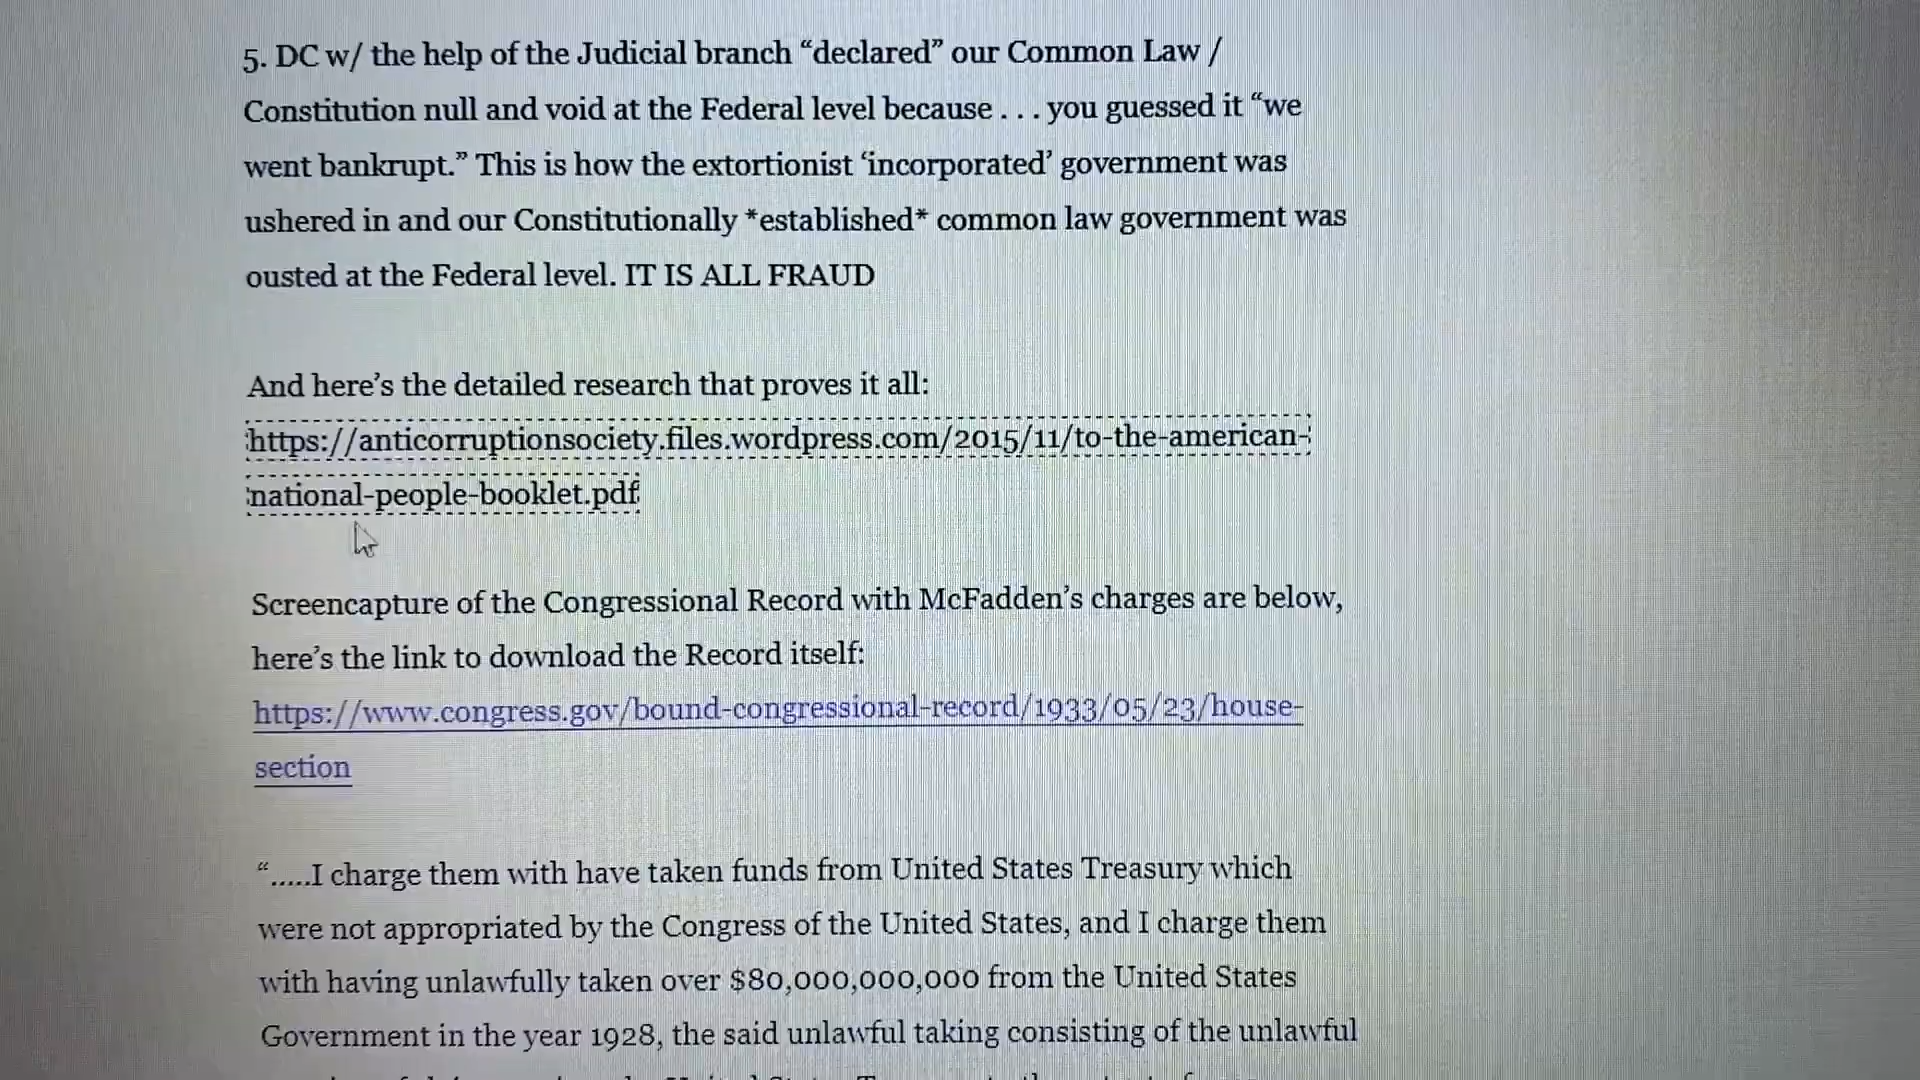 5. DC w/ the help of the Judicial branch “declared” our Common Law /
Constitution null and void at the Federal level because . . . you guessed it “we
went bankrupt.” This is how the extortionist ‘incorporated’ government was
ushered in and our Constitutionally *established* common law government was
ousted at the Federal level. IT IS ALL FRAUD
And here’s the detailed research that proves it all:
https://anticorruptionsociety.files.wordpress.com/2015/11/to-the-american-
national-people-booklet.pdf
Screencapture of the Congressional Record with McFadden’s charges are below,
here’s the link to download the Record itself:
https://www.congress.gov/bound-congressional-record/1933/05/23/house-
section
“.....I charge them with have taken funds from United States Treasury which
were not appropriated by the Congress of the United States, and I charge them
with having unlawfully taken over $80,000,000,000 from the United States
Government in the year 1928, the said unlawful taking consisting of the unlawful